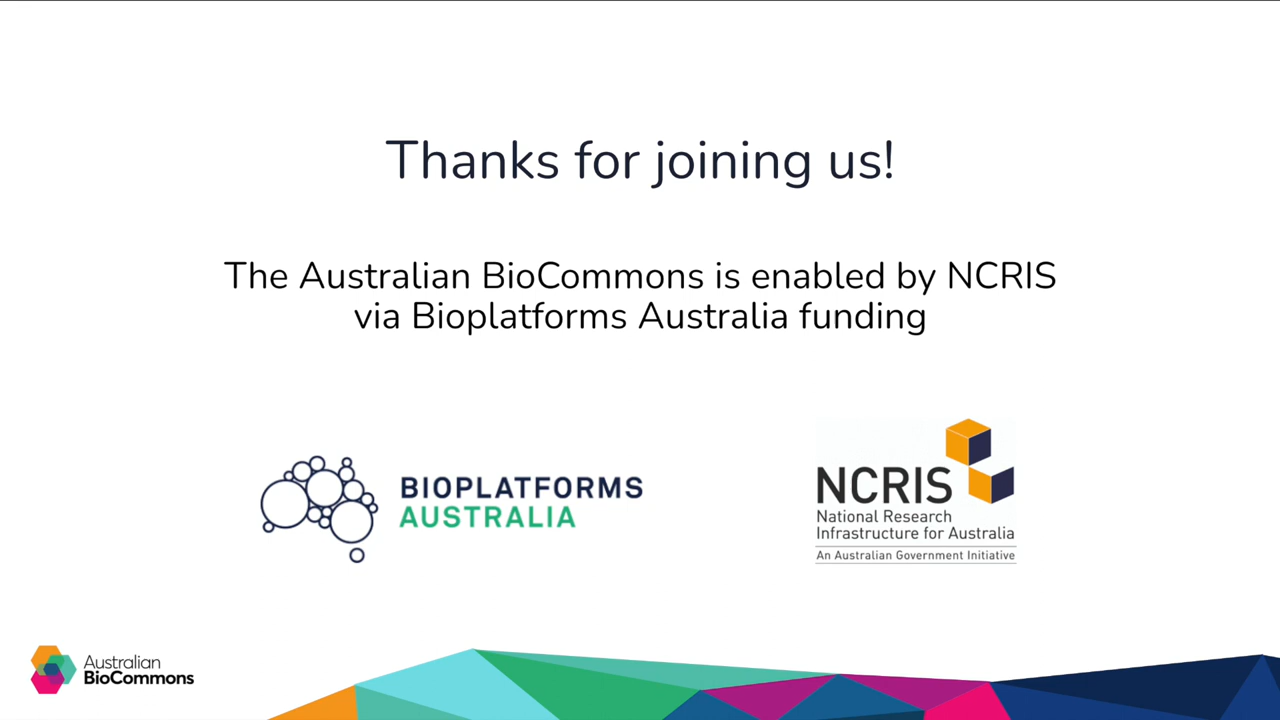 Thanks for joining us!
The Australian BioCommons is enabled by NCRIS
via Bioplatforms Australia funding
BIOPLATFORMS
AUSTRALIA
NCRIS
National Research
Infrastructure for Australia
An Australian Government Initiative
Australian
BioCommons